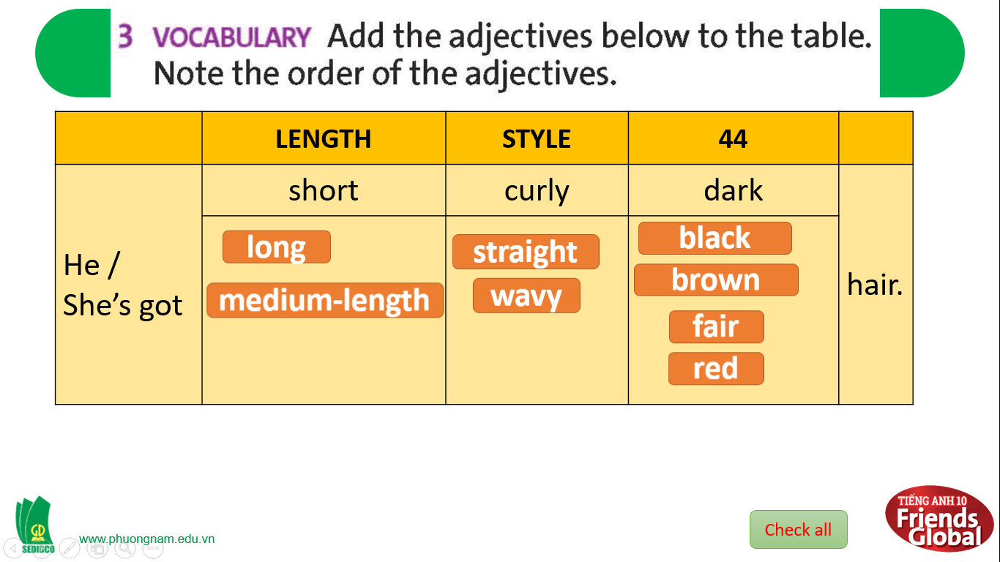 3 VOCABULARY Add the adjectives below to the table.
Note the order of the adjectives.
LENGTH STYLE 44
short curly dark
He /
She's got
long
medium-length
straight
wavy
black
brown
fair
red
hair.
Check all
GD
SEDIDCO
www.phuongnam.edu.vn
TIẾNG ANH 10
Friends
Global